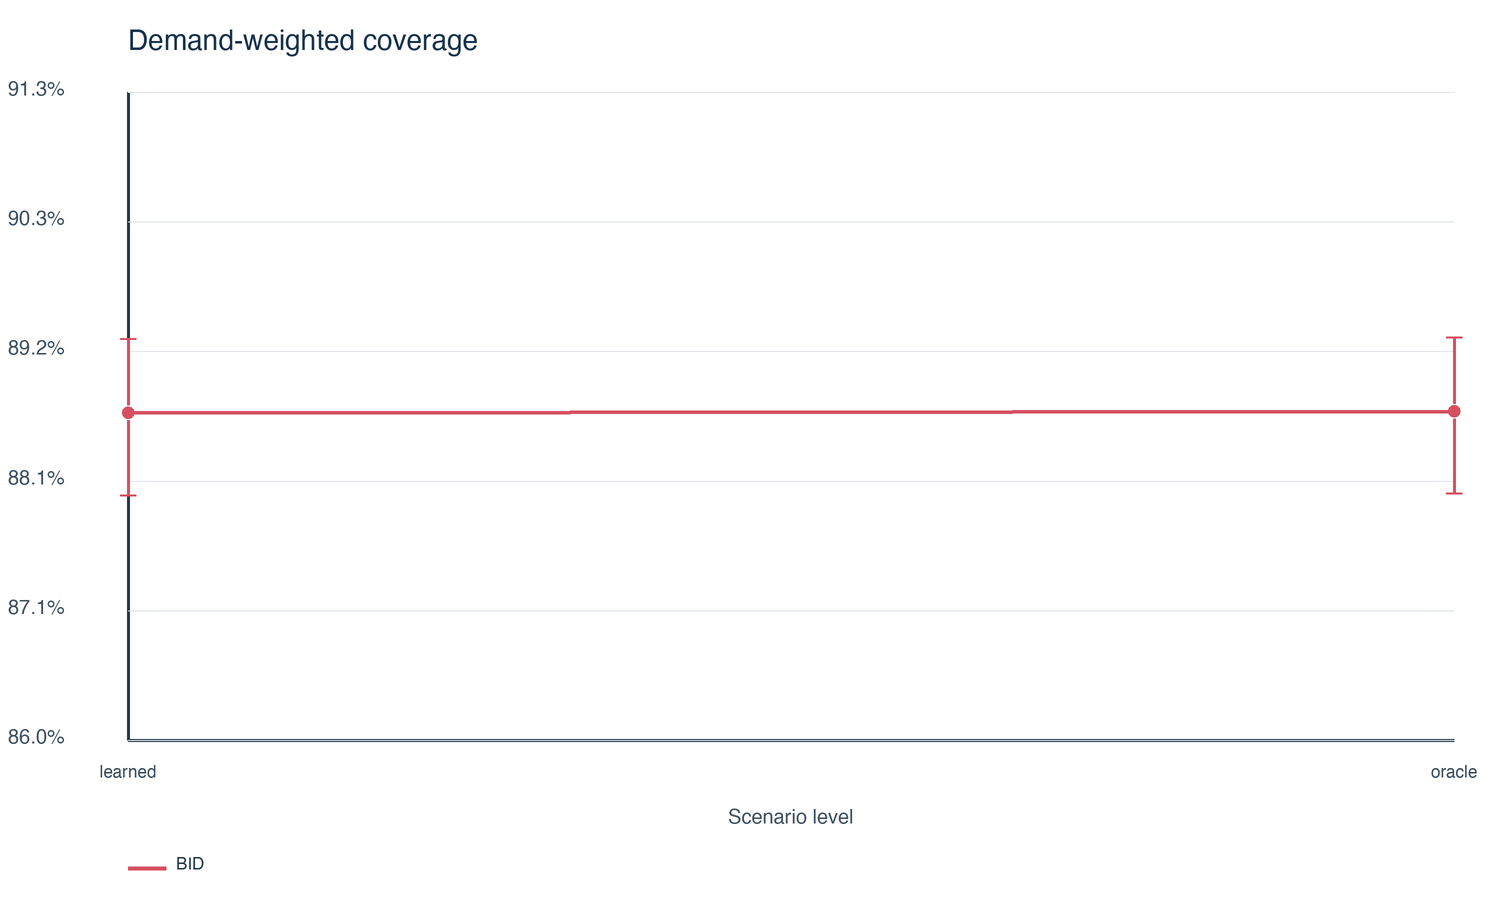 Demand-weighted coverage
91.3%
90.3%
89.2%
88.1%
87.1%
86.0%
learned
oracle
Scenario level
BID